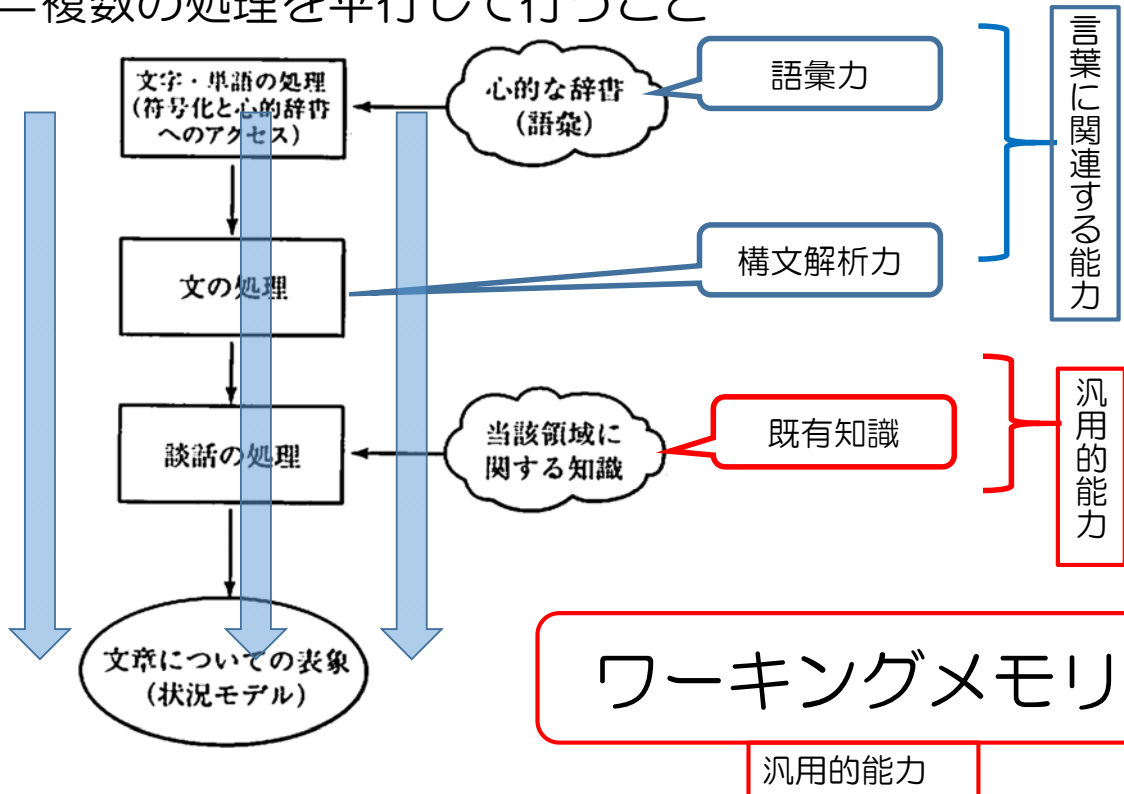 ＝複数の処理を平行して行うこと
文字・単語の処理
(符号化と心的辞書
へのアクセス)
心的な辞書
(語彙)
語彙力
言葉に関連する能力
文の処理
構文解析力
談話の処理
当該領域に
関する知識
既有知識
汎用的能力
文章についての表象
(状況モデル)
ワーキングメモリ
汎用的能力